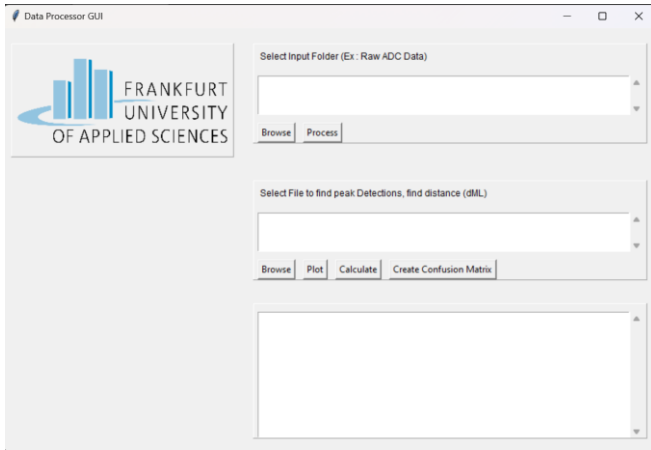 Data Processor GUI
FRANKFURT
UNIVERSITY
OF APPLIED SCIENCES
Select Input Folder (Ex : Raw ADC Data)
Browse Process
Select File to find peak Detections, find distance (dML)
Browse Plot Calculate Create Confusion Matrix